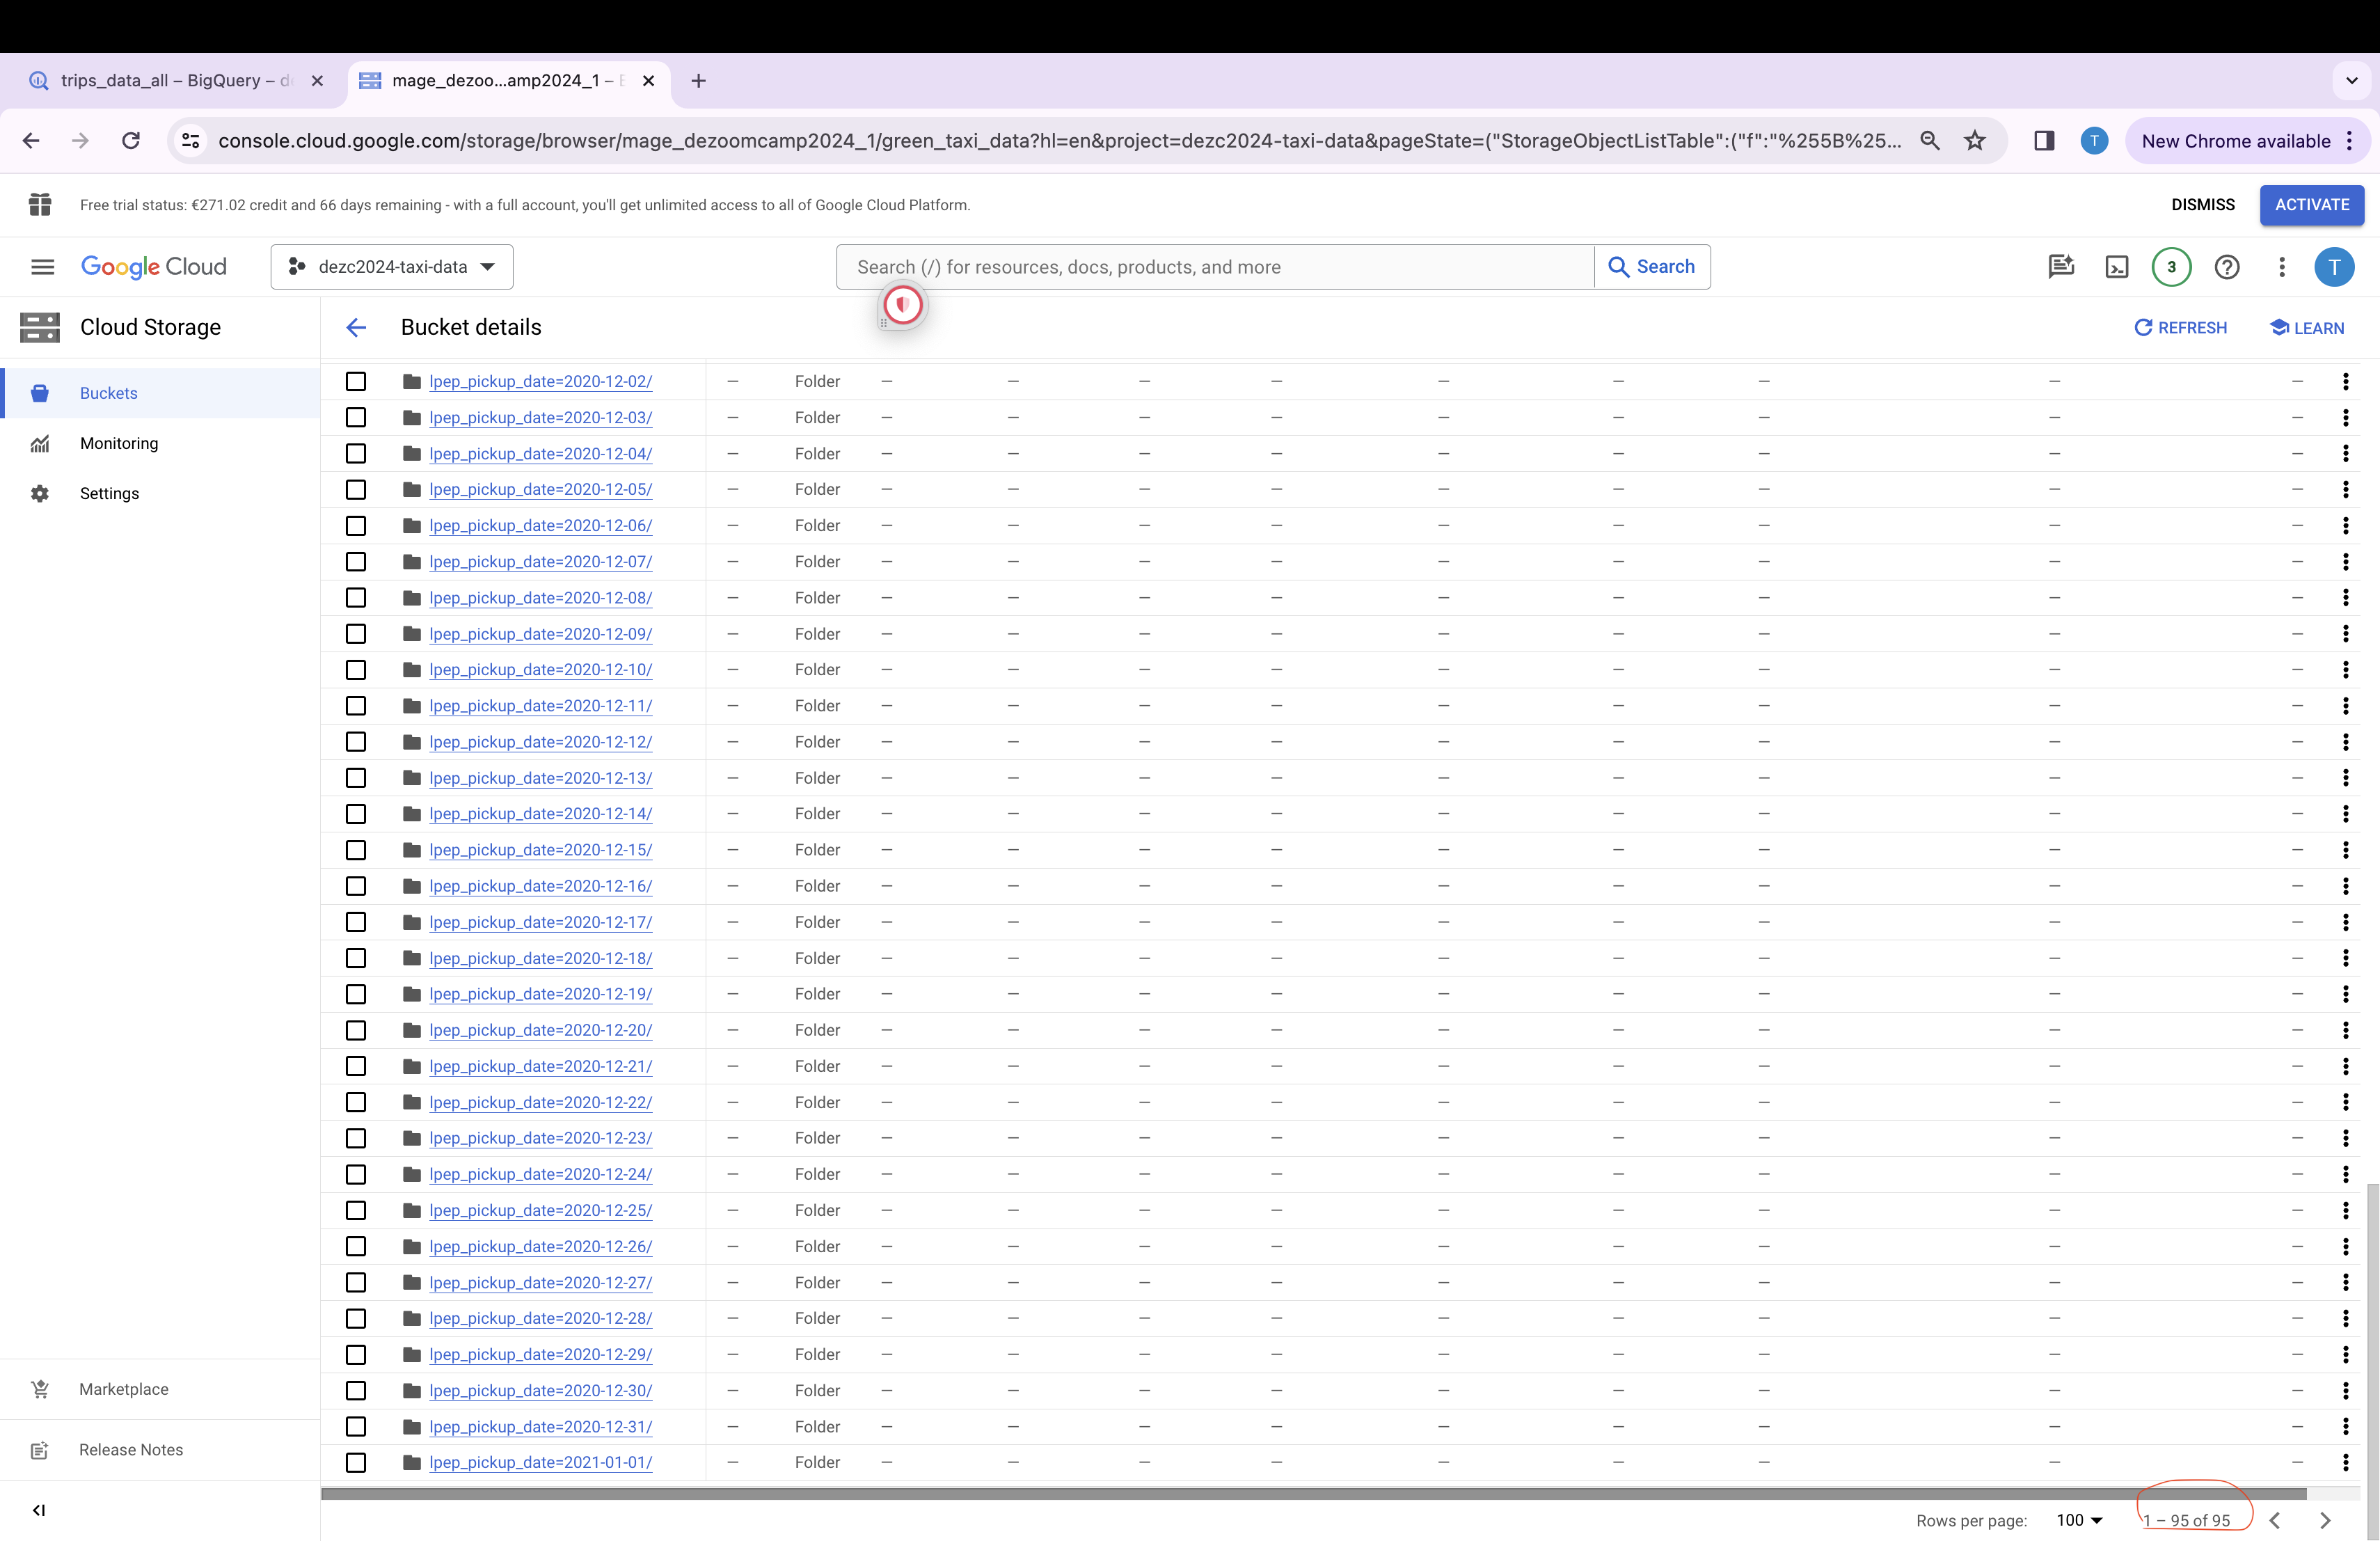 trips_data_all – BigQuery – d
mage_dezoo...amp2024_1 –
console.cloud.google.com/storage/browser/mage_dezoomcamp2024_1/green_taxi_data?hl=en&project=dezc2024-taxi-data&pageState=("StorageObjectListTable":("f":"%255B%25...
New Chrome available
T
Free trial status: €271.02 credit and 66 days remaining - with a full account, you'll get unlimited access to all of Google Cloud Platform.
DISMISS
ACTIVATE
Google Cloud
dezc2024-taxi-data
Search (/) for resources, docs, products, and more
Search
3
T
Cloud Storage
Bucket details
REFRESH
LEARN
Buckets
Monitoring
Settings
lpep_pickup_date=2020-12-02/ – Folder – – – – – – – – –
lpep_pickup_date=2020-12-03/ – Folder – – – – – – – – –
lpep_pickup_date=2020-12-04/ – Folder – – – – – – – – –
lpep_pickup_date=2020-12-05/ – Folder – – – – – – – – –
lpep_pickup_date=2020-12-06/ – Folder – – – – – – – – –
lpep_pickup_date=2020-12-07/ – Folder – – – – – – – – –
lpep_pickup_date=2020-12-08/ – Folder – – – – – – – – –
lpep_pickup_date=2020-12-09/ – Folder – – – – – – – – –
lpep_pickup_date=2020-12-10/ – Folder – – – – – – – – –
lpep_pickup_date=2020-12-11/ – Folder – – – – – – – – –
lpep_pickup_date=2020-12-12/ – Folder – – – – – – – – –
lpep_pickup_date=2020-12-13/ – Folder – – – – – – – – –
lpep_pickup_date=2020-12-14/ – Folder – – – – – – – – –
lpep_pickup_date=2020-12-15/ – Folder – – – – – – – – –
lpep_pickup_date=2020-12-16/ – Folder – – – – – – – – –
lpep_pickup_date=2020-12-17/ – Folder – – – – – – – – –
lpep_pickup_date=2020-12-18/ – Folder – – – – – – – – –
lpep_pickup_date=2020-12-19/ – Folder – – – – – – – – –
lpep_pickup_date=2020-12-20/ – Folder – – – – – – – – –
lpep_pickup_date=2020-12-21/ – Folder – – – – – – – – –
lpep_pickup_date=2020-12-22/ – Folder – – – – – – – – –
lpep_pickup_date=2020-12-23/ – Folder – – – – – – – – –
lpep_pickup_date=2020-12-24/ – Folder – – – – – – – – –
lpep_pickup_date=2020-12-25/ – Folder – – – – – – – – –
lpep_pickup_date=2020-12-26/ – Folder – – – – – – – – –
lpep_pickup_date=2020-12-27/ – Folder – – – – – – – – –
lpep_pickup_date=2020-12-28/ – Folder – – – – – – – – –
lpep_pickup_date=2020-12-29/ – Folder – – – – – – – – –
lpep_pickup_date=2020-12-30/ – Folder – – – – – – – – –
lpep_pickup_date=2020-12-31/ – Folder – – – – – – – – –
lpep_pickup_date=2021-01-01/ – Folder – – – – – – – – –
Marketplace
Release Notes
Rows per page: 100 1 – 95 of 95